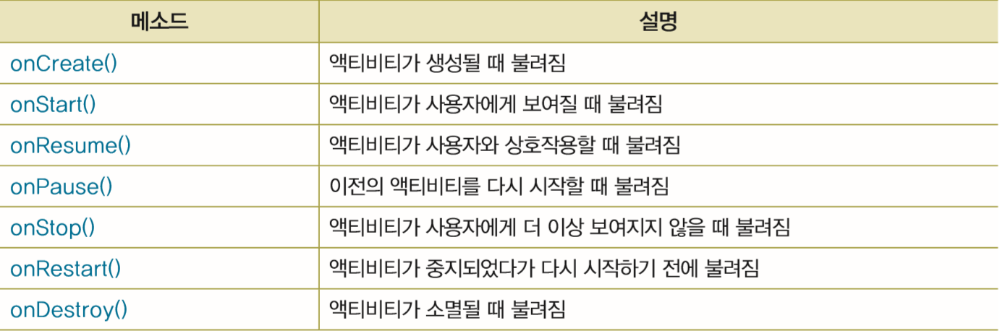 메소드 설명
onCreate() 액티비티가 생성될 때 불려짐
onStart() 액티비티가 사용자에게 보여질 때 불려짐
onResume() 액티비티가 사용자와 상호작용할 때 불려짐
onPause() 이전의 액티비티를 다시 시작할 때 불려짐
onStop() 액티비티가 사용자에게 더 이상 보여지지 않을 때 불려짐
onRestart() 액티비티가 중지되었다가 다시 시작하기 전에 불려짐
onDestroy() 액티비티가 소멸될 때 불려짐